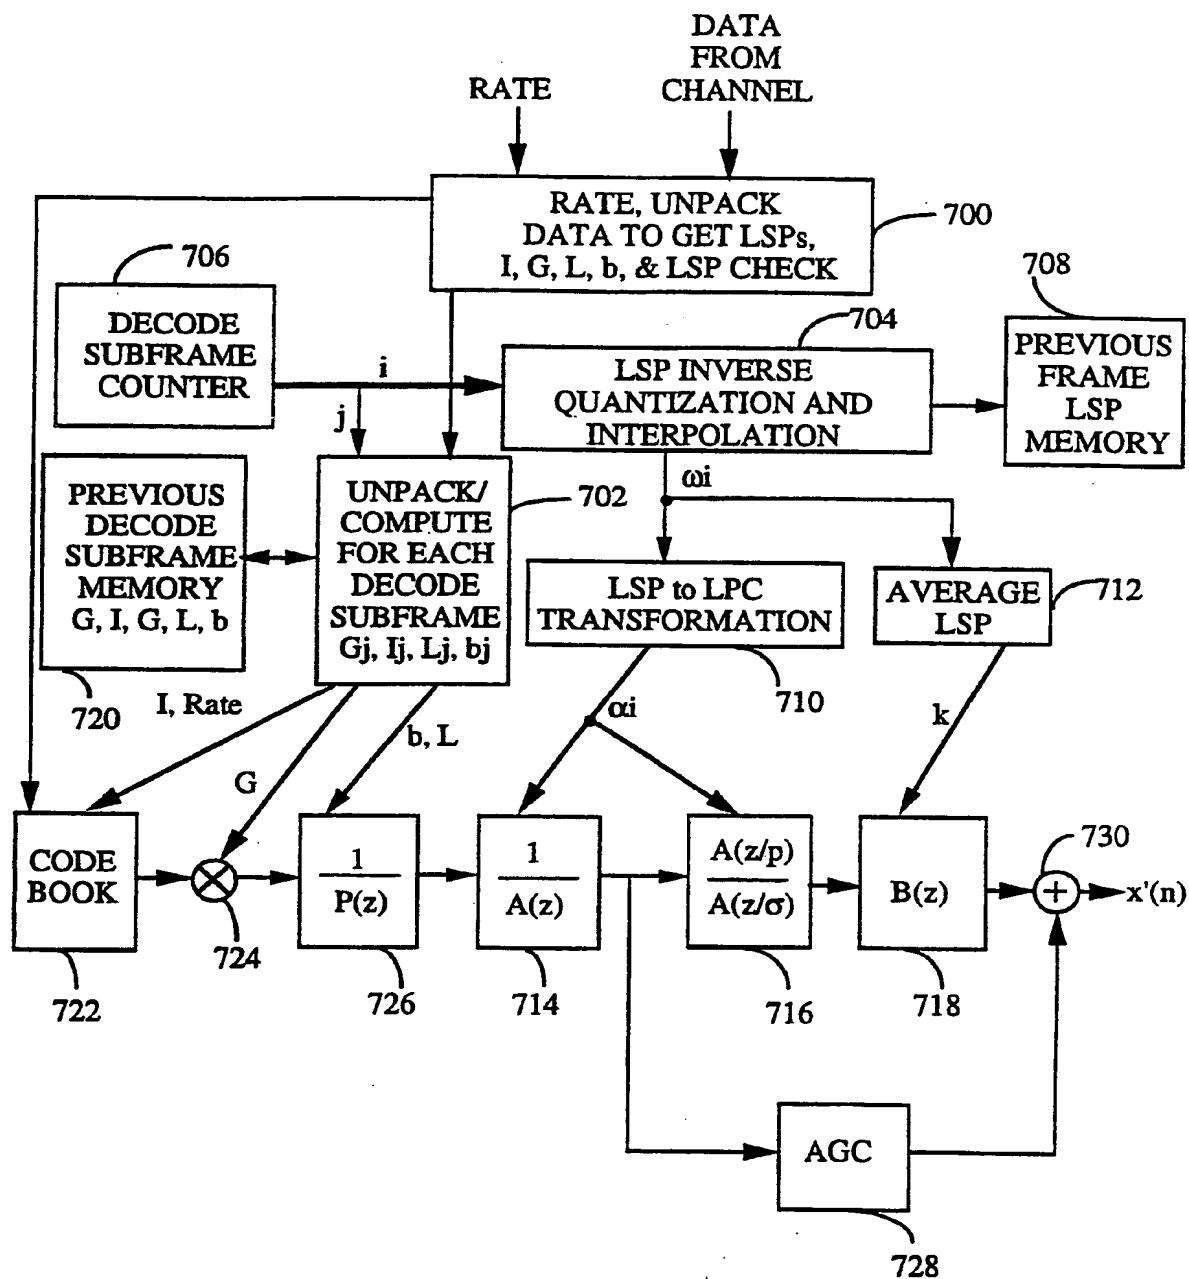 DATA
FROM
CHANNEL
RATE
RATE, UNPACK
DATA TO GET LSPs,
I, G, L, b, & LSP CHECK
700
706
DECODE
SUBFRAME
COUNTER
i
j
704
LSP INVERSE
QUANTIZATION AND
INTERPOLATION
708
PREVIOUS
FRAME
LSP
MEMORY
PREVIOUS
DECODE
SUBFRAME
MEMORY
G, I, G, L, b
720
UNPACK/
COMPUTE
FOR EACH
DECODE
SUBFRAME
Gj, Ij, Lj, bj
702
ωi
LSP to LPC
TRANSFORMATION
710
AVERAGE
LSP
712
I, Rate
G
b, L
αi
k
CODE
BOOK
722
724
1
P(z)
726
1
A(z)
714
A(z/p)
A(z/σ)
716
B(z)
718
730
+
x'(n)
AGC
728